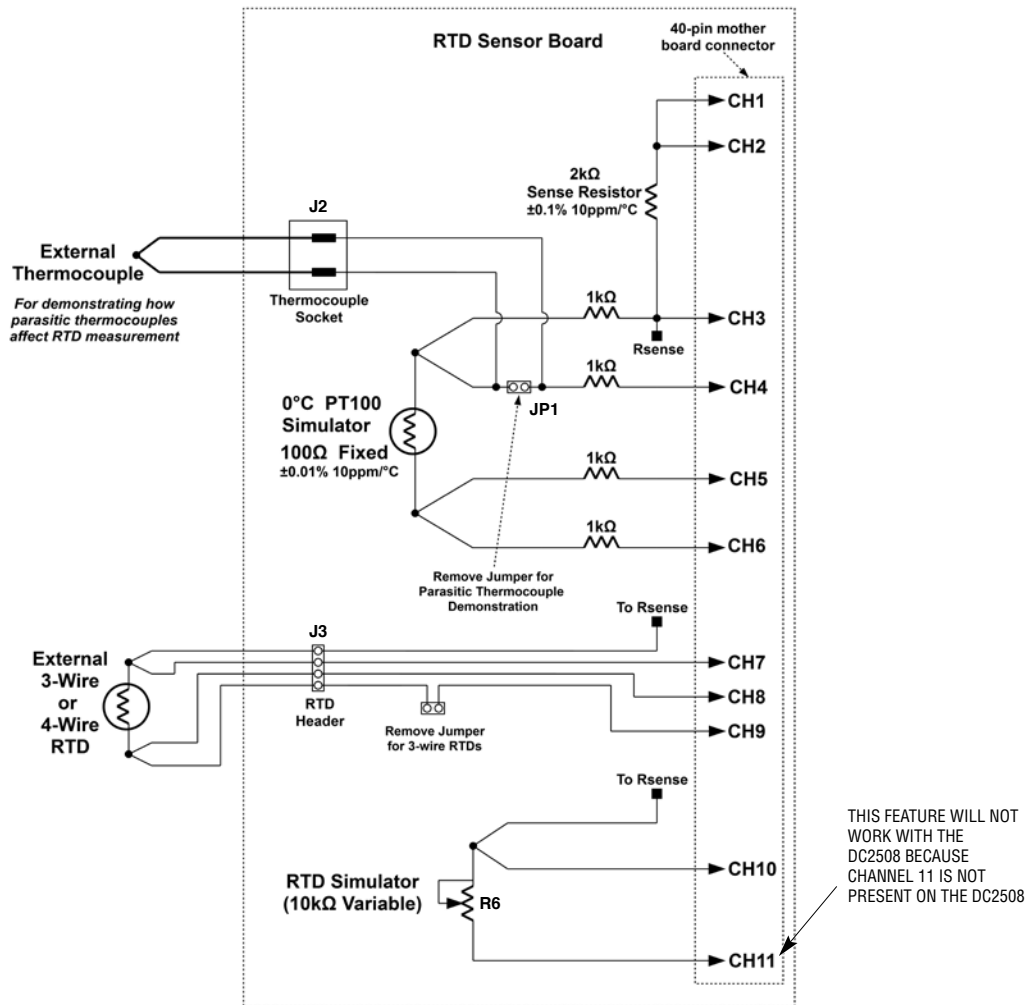 RTD Sensor Board
40-pin mother
board connector
CH1
CH2
2kΩ
Sense Resistor
±0.1% 10ppm/°C
J2
External
Thermocouple
For demonstrating how
parasitic thermocouples
affect RTD measurement
Thermocouple
Socket
1kΩ
CH3
Rsense
1kΩ
CH4
JP1
0°C PT100
Simulator
100Ω Fixed
±0.01% 10ppm/°C
1kΩ
CH5
1kΩ
CH6
Remove Jumper for
Parasitic Thermocouple
Demonstration
To Rsense
J3
External
3-Wire
or
4-Wire
RTD
CH7
CH8
CH9
RTD
Header
Remove Jumper
for 3-wire RTDs
To Rsense
CH10
RTD Simulator
(10kΩ Variable)
R6
CH11
THIS FEATURE WILL NOT
WORK WITH THE
DC2508 BECAUSE
CHANNEL 11 IS NOT
PRESENT ON THE DC2508